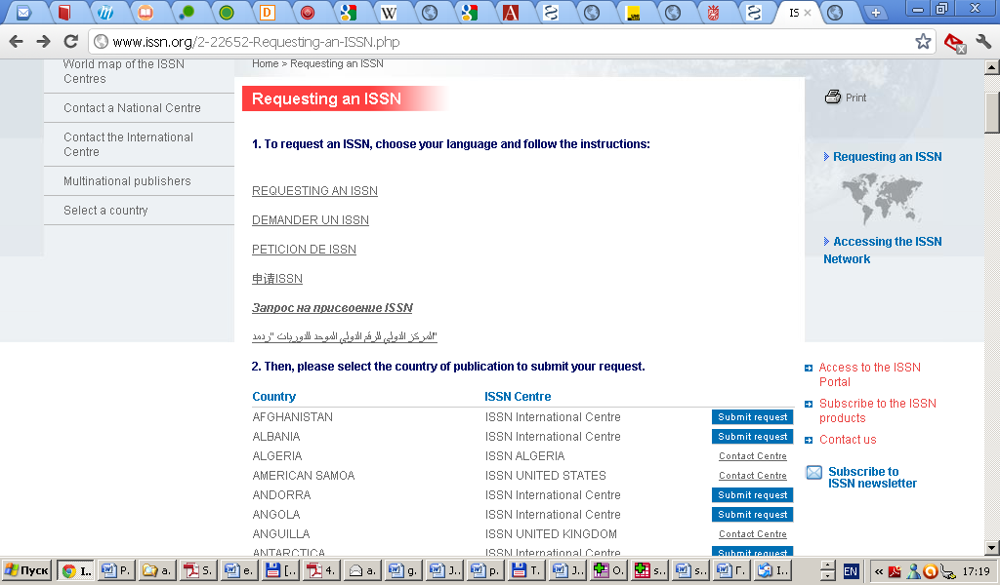 IS
www.issn.org/2-22652-Requesting-an-ISSN.php
World map of the ISSN
Centres
Contact a National Centre
Contact the International
Centre
Multinational publishers
Select a country
Home > Requesting an ISSN
Requesting an ISSN
1. To request an ISSN, choose your language and follow the instructions:
REQUESTING AN ISSN
DEMANDER UN ISSN
PETICION DE ISSN
申请ISSN
Запрос на присвоение ISSN
"المركز الدولي للرقم الدولي الموحد للدوريات "ردمد
2. Then, please select the country of publication to submit your request.
Country ISSN Centre
AFGHANISTAN ISSN International Centre Submit request
ALBANIA ISSN International Centre Submit request
ALGERIA ISSN ALGERIA Contact Centre
AMERICAN SAMOA ISSN UNITED STATES Contact Centre
ANDORRA ISSN International Centre Submit request
ANGOLA ISSN International Centre Submit request
ANGUILLA ISSN UNITED KINGDOM Contact Centre
ANTARCTICA ISSN International Centre Submit request
Print
Requesting an ISSN
Accessing the ISSN
Network
Access to the ISSN
Portal
Subscribe to the ISSN
products
Contact us
Subscribe to
ISSN newsletter
Пуск I.. P.. a.. S.. e.. [.. 4.. a.. g.. J.. p.. T.. J.. O.. s.. s.. Г.. I.. EN « 17:19